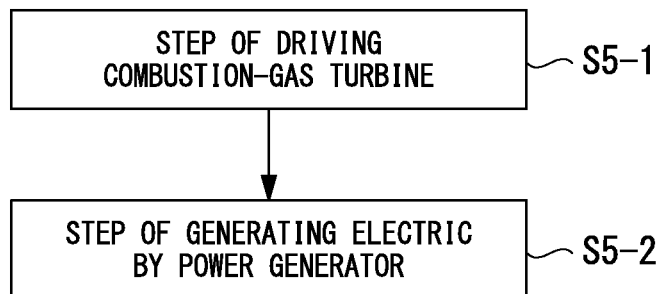 STEP OF DRIVING
COMBUSTION-GAS TURBINE
S5-1
STEP OF GENERATING ELECTRIC
BY POWER GENERATOR
S5-2